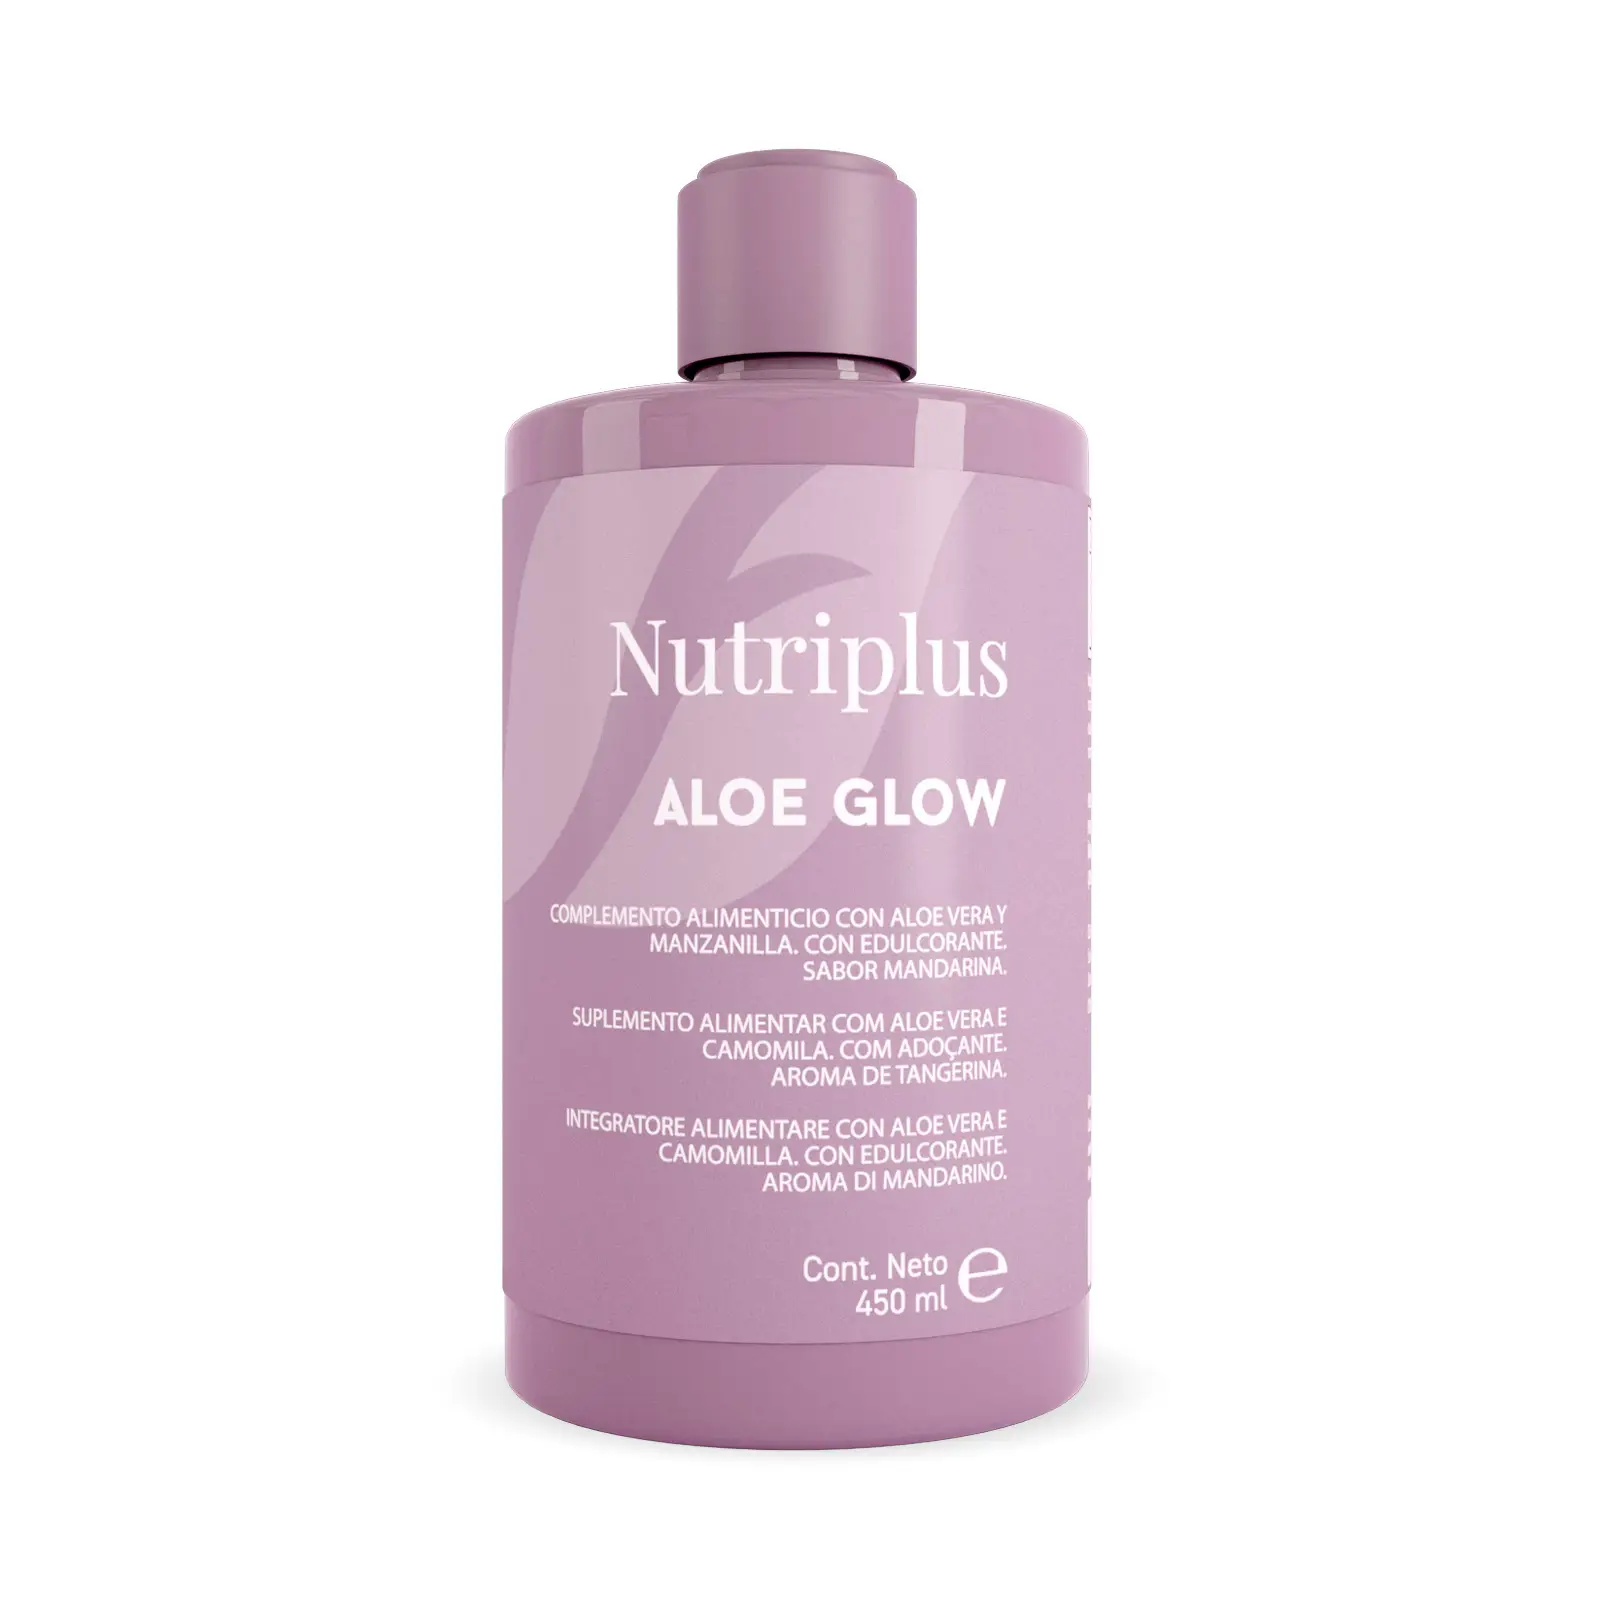 Nutriplus
ALOE GLOW
COMPLEMENTO ALIMENTICIO CON ALOE VERA Y
MANZANILLA. CON EDULCORANTE.
SABOR MANDARINA.
SUPLEMENTO ALIMENTAR COM ALOE VERA E
CAMOMILA. COM ADOÇANTE.
AROMA DE TANGERINA.
INTEGRATORE ALIMENTARE CON ALOE VERA E
CAMOMILLA. CON EDULCORANTE.
AROMA DI MANDARINO.
Cont. Neto ℮
450 ml